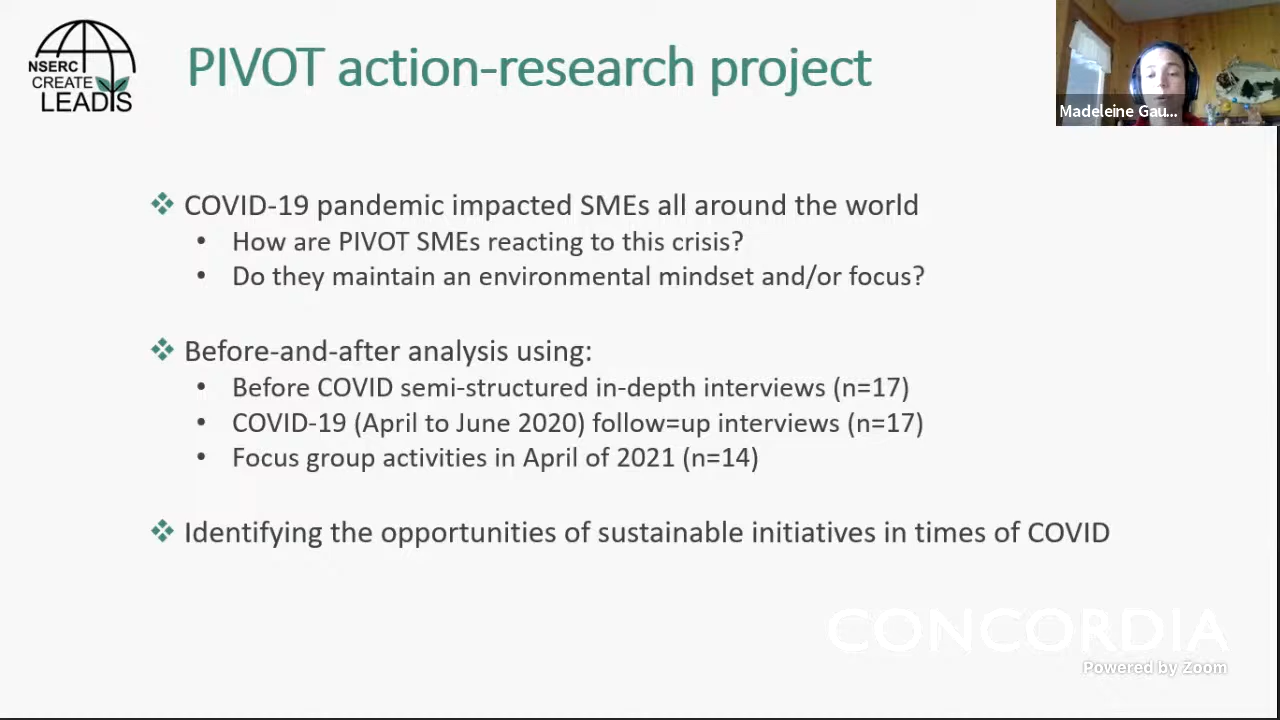 NSERC
CREATE
LEADIS
PIVOT action-research project
Madeleine Gau...
COVID-19 pandemic impacted SMEs all around the world
• How are PIVOT SMEs reacting to this crisis?
• Do they maintain an environmental mindset and/or focus?
Before-and-after analysis using:
• Before COVID semi-structured in-depth interviews (n=17)
• COVID-19 (April to June 2020) follow=up interviews (n=17)
• Focus group activities in April of 2021 (n=14)
Identifying the opportunities of sustainable initiatives in times of COVID
CONCORDIA
Powered by Zoom